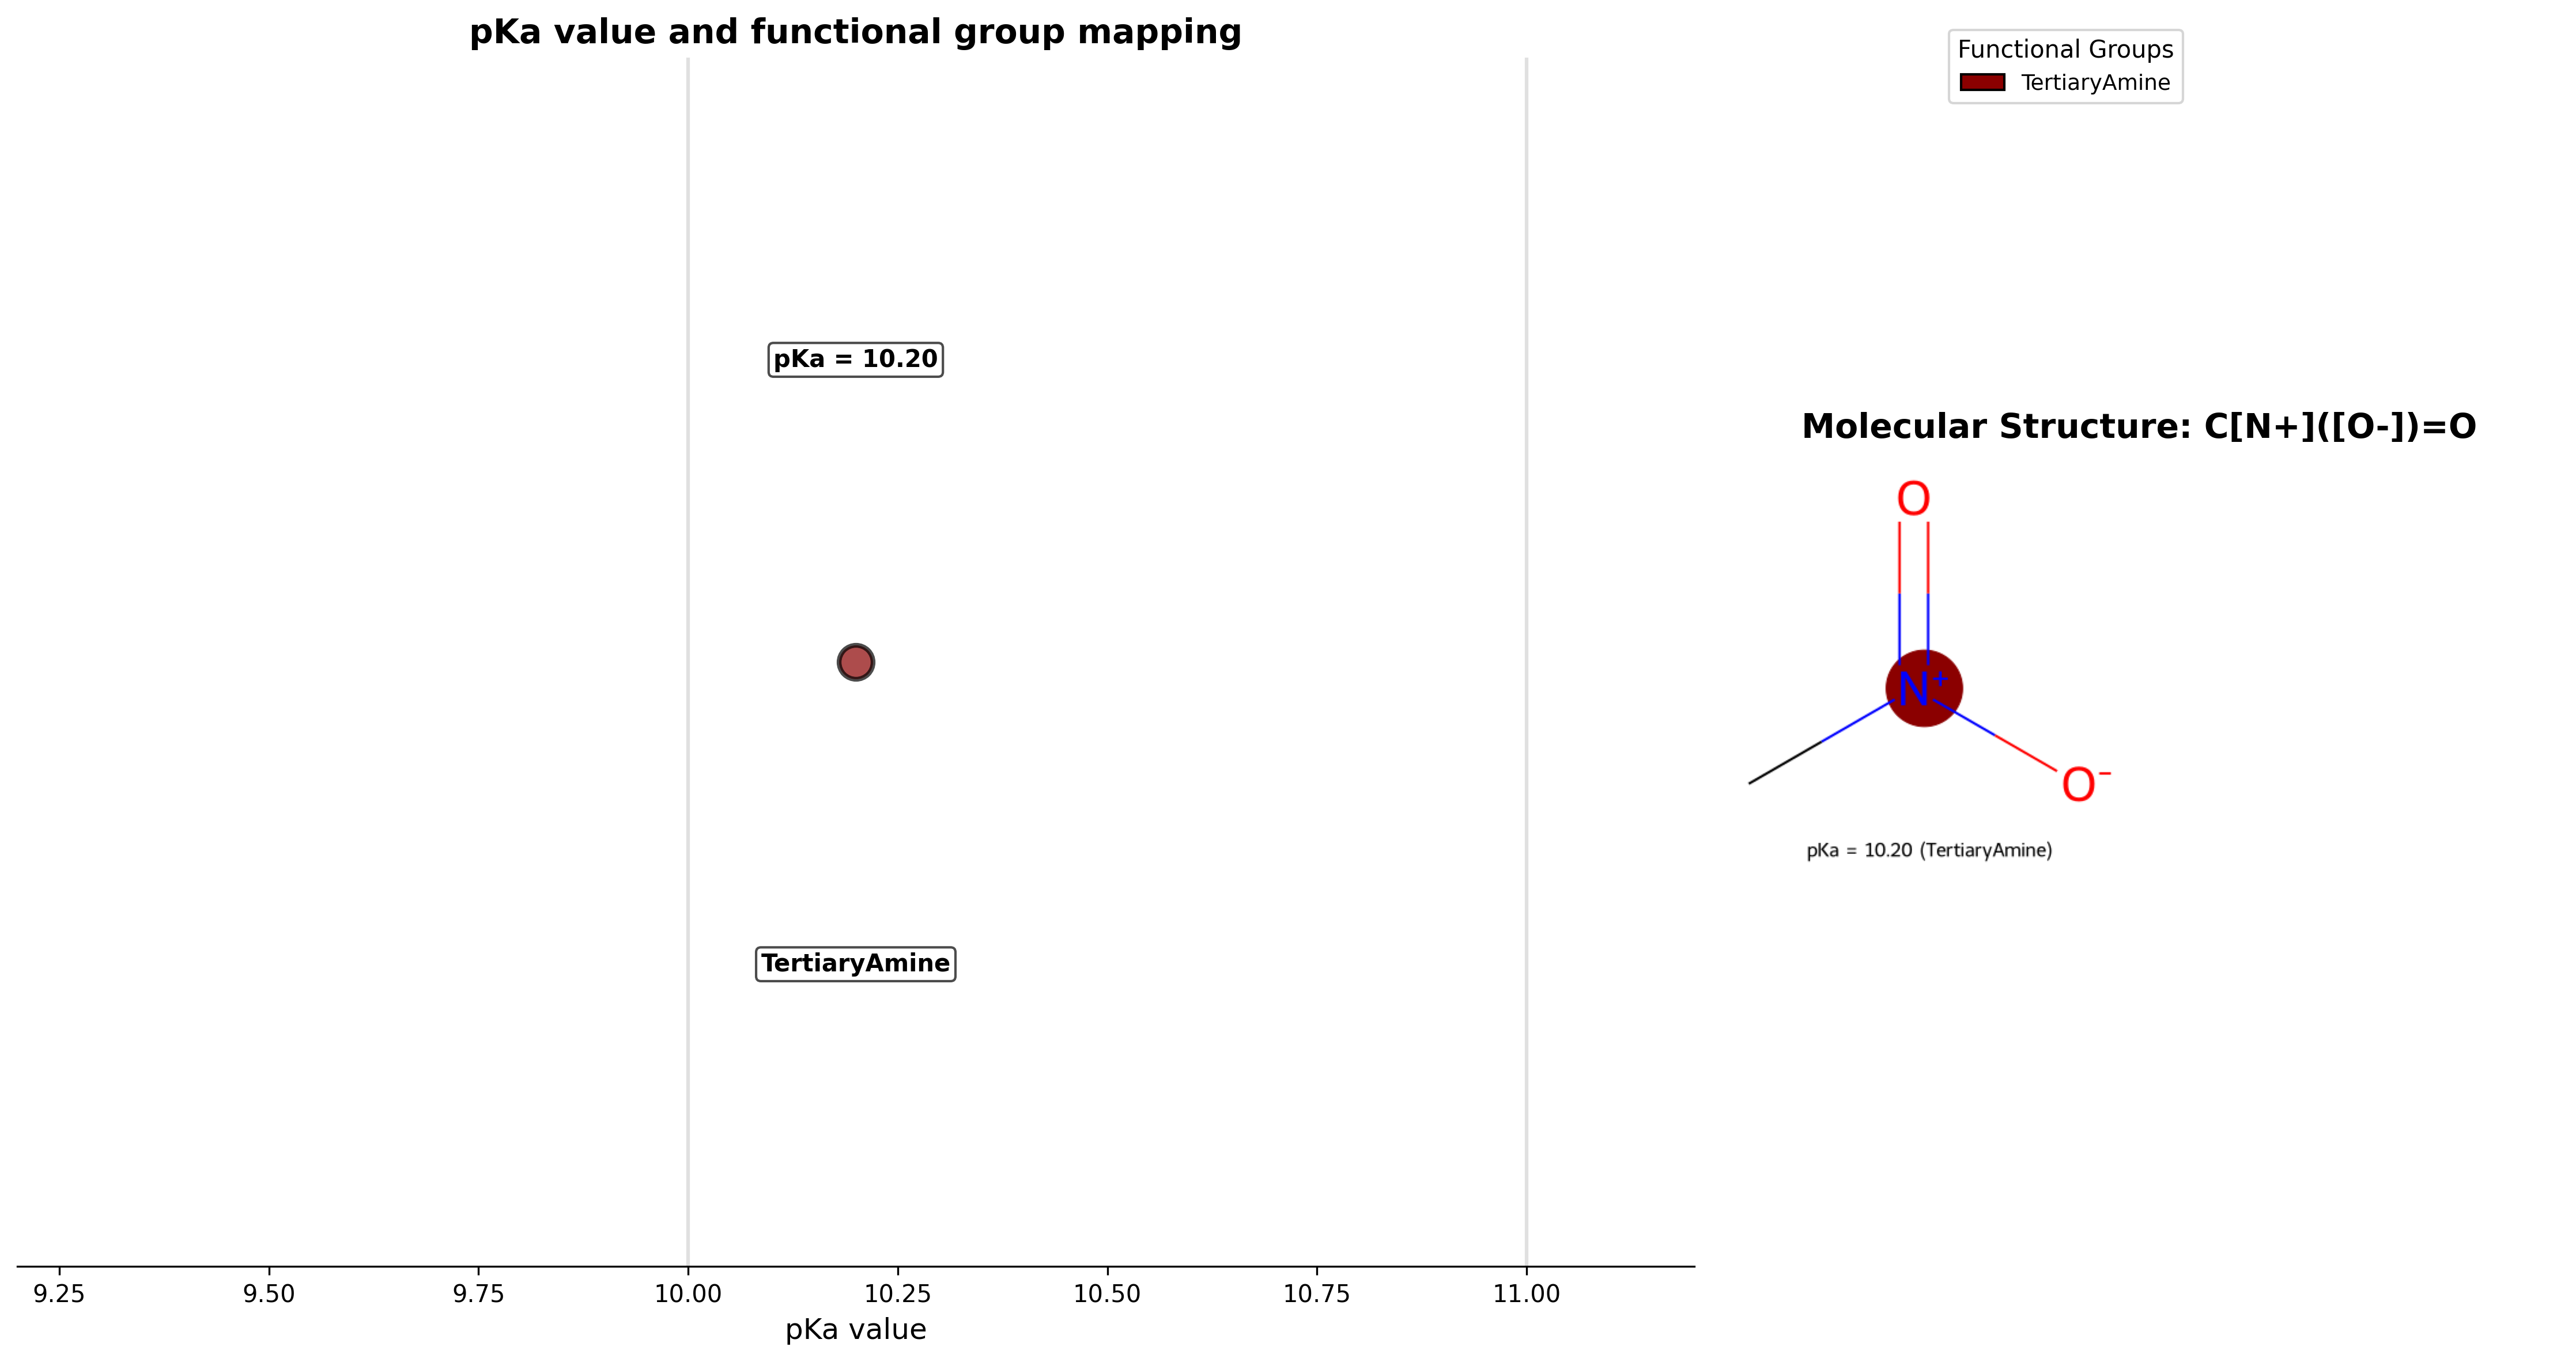 pKa value and functional group mapping
pKa = 10.20
TertiaryAmine
9.25 9.50 9.75 10.00 10.25 10.50 10.75 11.00
pKa value
Functional Groups
TertiaryAmine
Molecular Structure: C[N+]([O-])=O
O
N+
O-
pKa = 10.20 (TertiaryAmine)